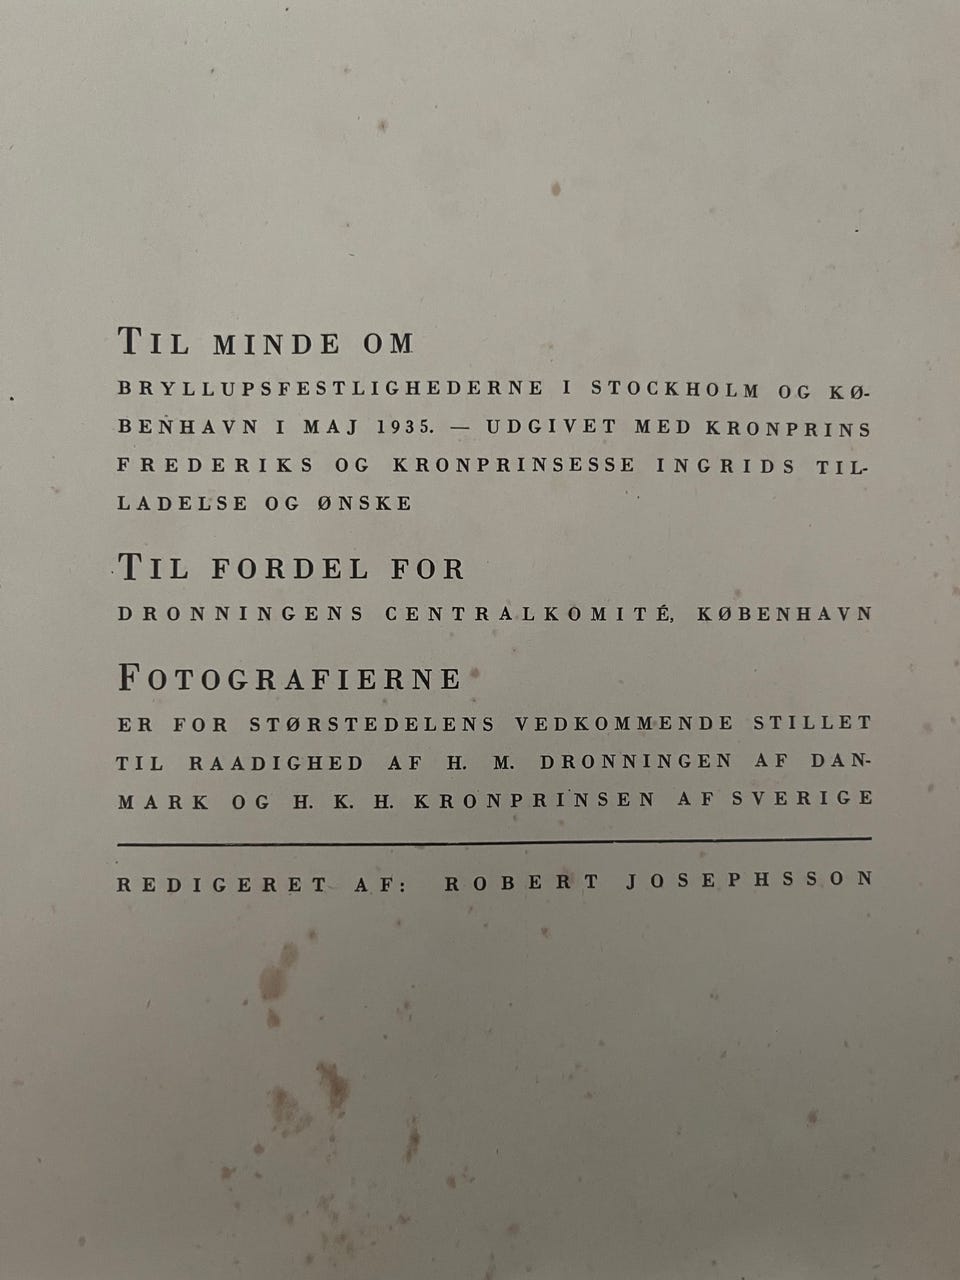 TIL MINDE OM
BRYLLUPSFESTLIGHEDERNE I STOCKHOLM OG KØ-
BENHAVN I MAJ 1935. — UDGIVET MED KRONPRINS
FREDERIKS OG KRONPRINSESSE INGRIDS TIL-
LADELSE OG ØNSKE
TIL FORDEL FOR
DRONNINGENS CENTRALKOMITÉ, KØBENHAVN
FOTOGRAFIERNE
ER FOR STØRSTEDELENS VEDKOMMENDE STILLET
TIL RAADIGHED AF H. M. DRONNINGEN AF DAN-
MARK OG H. K. H. KRONPRINSEN AF SVERIGE
REDIGERET AF: ROBERT JOSEPHSSON